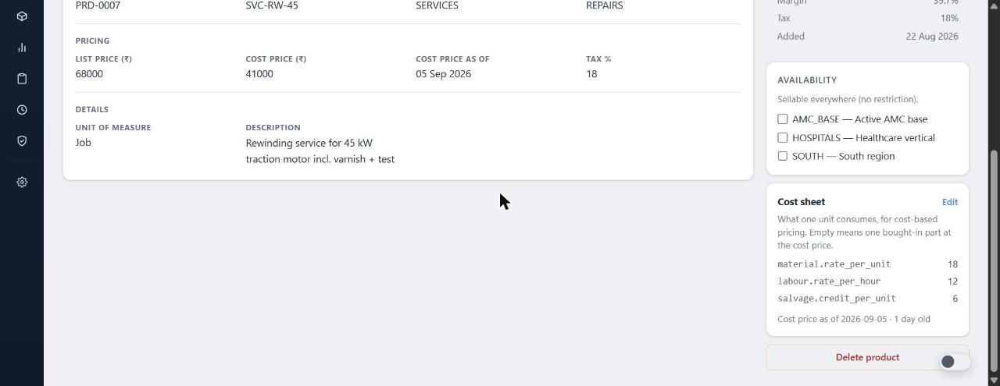 PRD-0007 SVC-RW-45 SERVICES REPAIRS
PRICING
LIST PRICE (₹) COST PRICE (₹) COST PRICE AS OF TAX %
68000 41000 05 Sep 2026 18
DETAILS
UNIT OF MEASURE DESCRIPTION
Job Rewinding service for 45 kW
traction motor incl. varnish + test
Margin 39.7%
Tax 18%
Added 22 Aug 2026
AVAILABILITY
Sellable everywhere (no restriction).
AMC_BASE — Active AMC base
HOSPITALS — Healthcare vertical
SOUTH — South region
Cost sheet Edit
What one unit consumes, for cost-based
pricing. Empty means one bought-in part at
the cost price.
material.rate_per_unit 18
labour.rate_per_hour 12
salvage.credit_per_unit 6
Cost price as of 2026-09-05 · 1 day old
Delete product